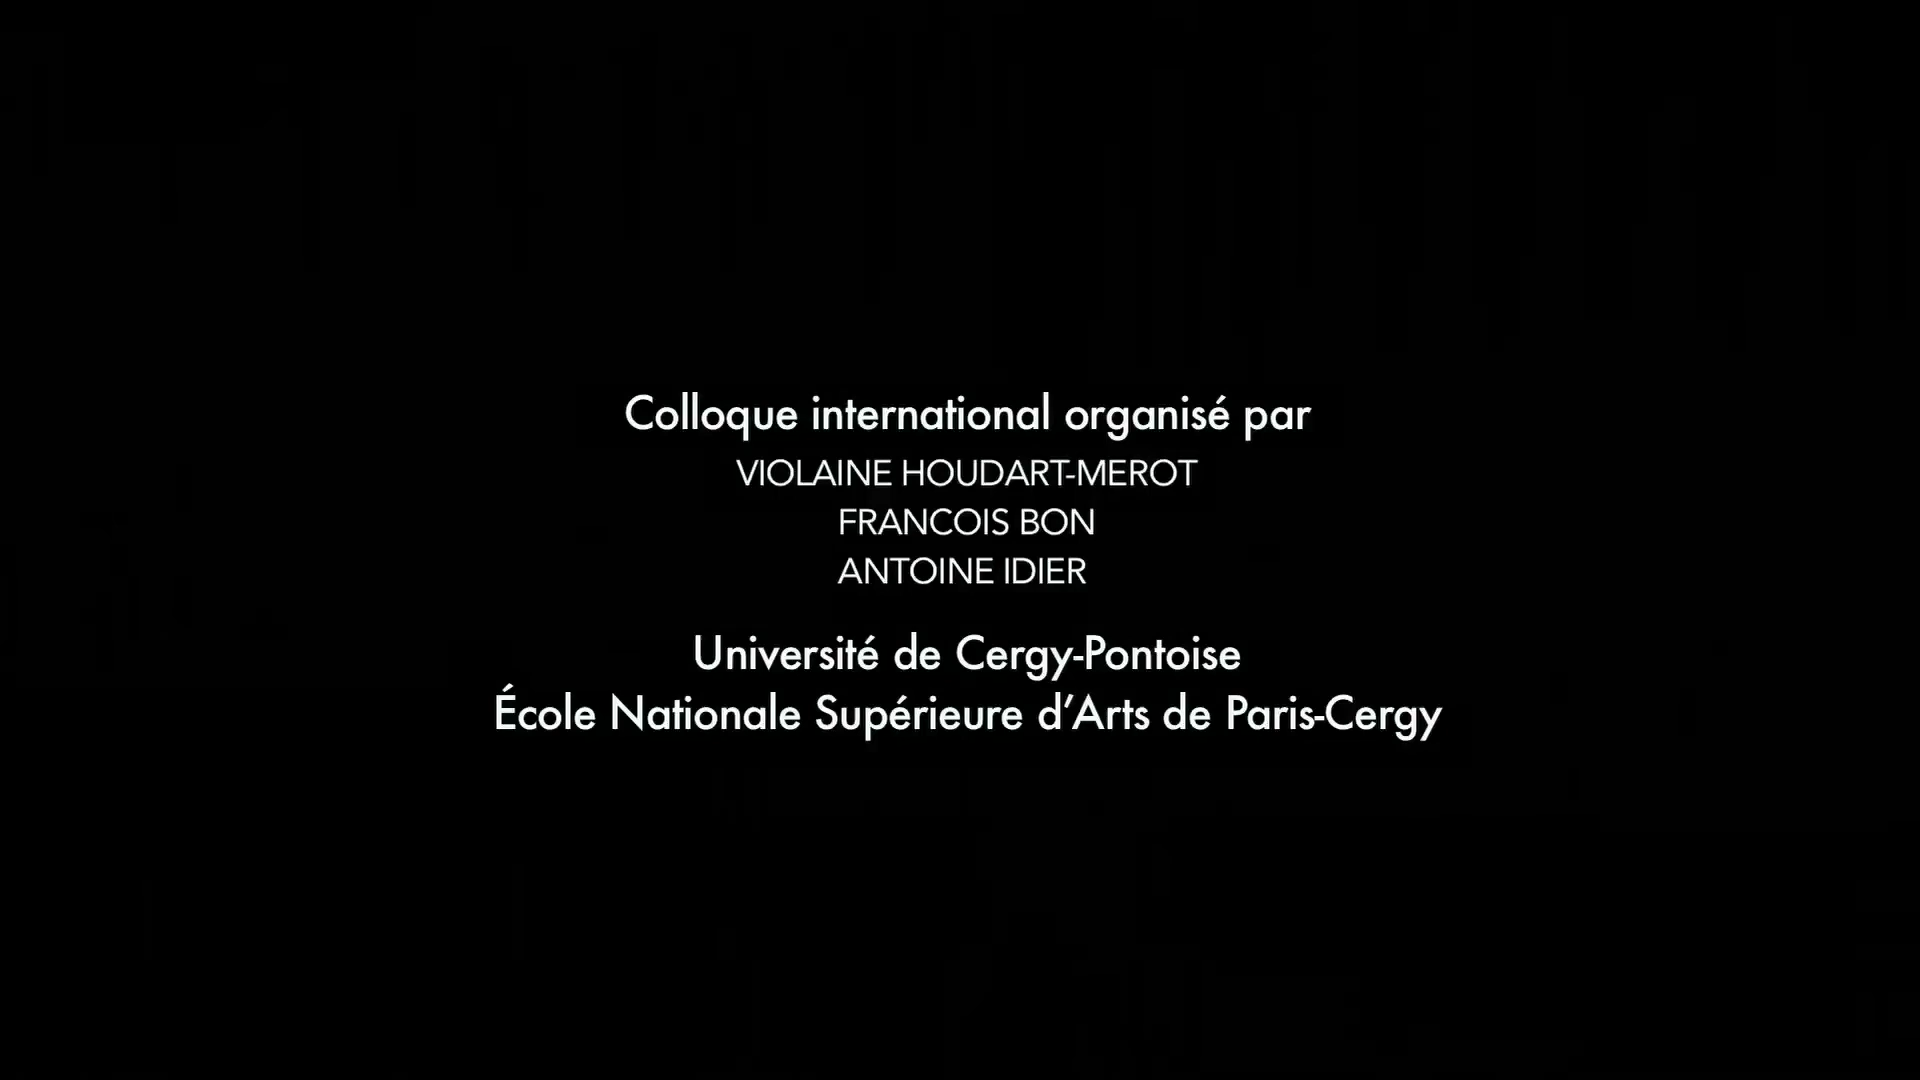 Colloque international organisé par
VIOLAINE HOUDART-MEROT
FRANCOIS BON
ANTOINE IDIER
Université de Cergy-Pontoise
École Nationale Supérieure d’Arts de Paris-Cergy